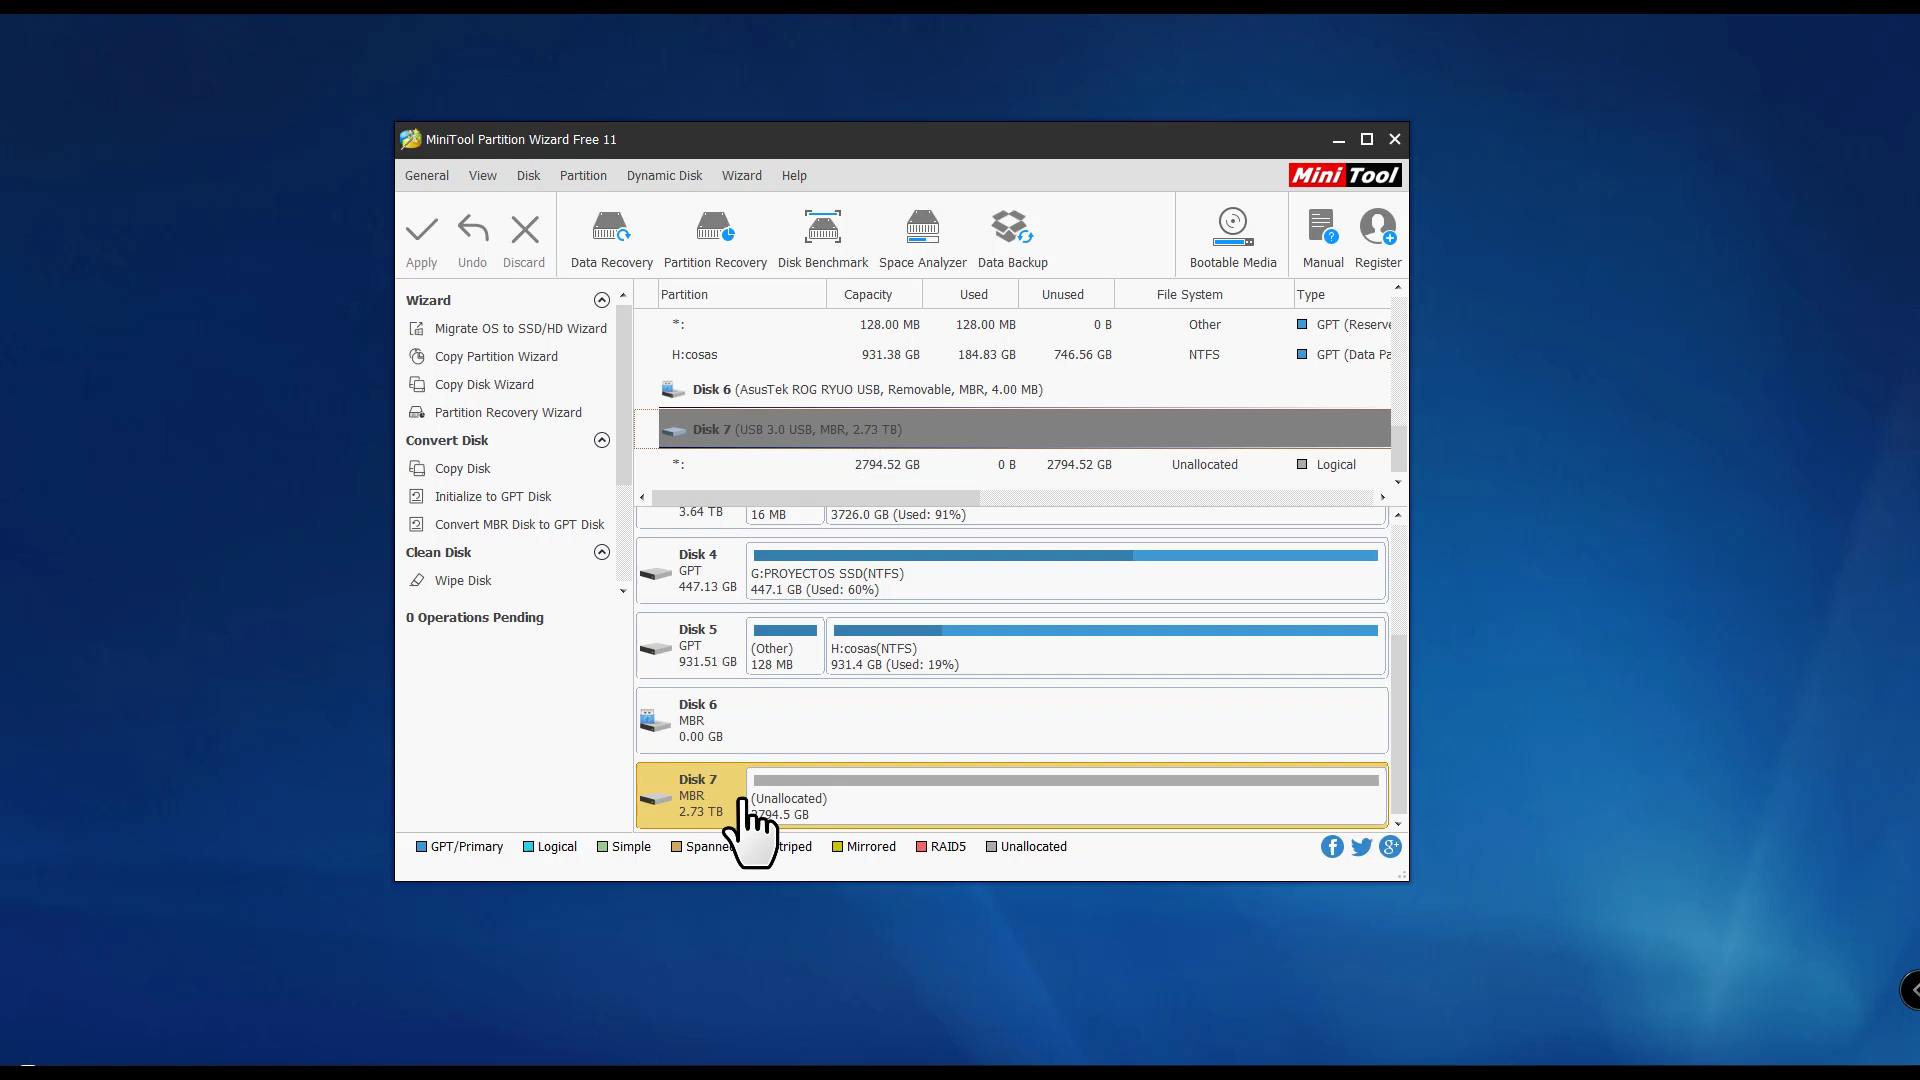 MiniTool Partition Wizard Free 11
General View Disk Partition Dynamic Disk Wizard Help
Mini Tool
Apply Undo Discard Data Recovery Partition Recovery Disk Benchmark Space Analyzer Data Backup Bootable Media Manual Register
Wizard
Migrate OS to SSD/HD Wizard
Copy Partition Wizard
Copy Disk Wizard
Partition Recovery Wizard
Convert Disk
Copy Disk
Initialize to GPT Disk
Convert MBR Disk to GPT Disk
Clean Disk
Wipe Disk
0 Operations Pending
Partition Capacity Used Unused File System Type
*: 128.00 MB 128.00 MB 0 B Other GPT (Reserve
H:cosas 931.38 GB 184.83 GB 746.56 GB NTFS GPT (Data Pa
Disk 6 (AsusTek ROG RYUO USB, Removable, MBR, 4.00 MB)
Disk 7 (USB 3.0 USB, MBR, 2.73 TB)
*: 2794.52 GB 0 B 2794.52 GB Unallocated Logical
3.64 TB 16 MB 3726.0 GB (Used: 91%)
Disk 4
GPT
447.13 GB
G:PROYECTOS SSD(NTFS)
447.1 GB (Used: 60%)
Disk 5
GPT
931.51 GB
(Other)
128 MB
H:cosas(NTFS)
931.4 GB (Used: 19%)
Disk 6
MBR
0.00 GB
Disk 7
MBR
2.73 TB
(Unallocated)
2794.5 GB
GPT/Primary Logical Simple Spanned triped Mirrored RAID5 Unallocated